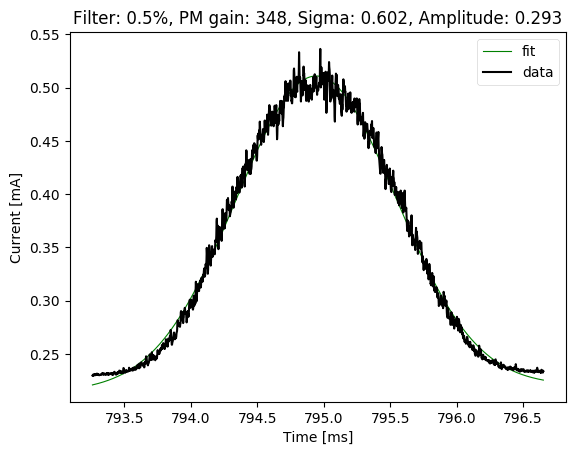 Filter: 0.5%, PM gain: 348, Sigma: 0.602, Amplitude: 0.293
fit
data
0.55
0.50
0.45
0.40
0.35
0.30
0.25
Current [mA]
793.5 794.0 794.5 795.0 795.5 796.0 796.5
Time [ms]